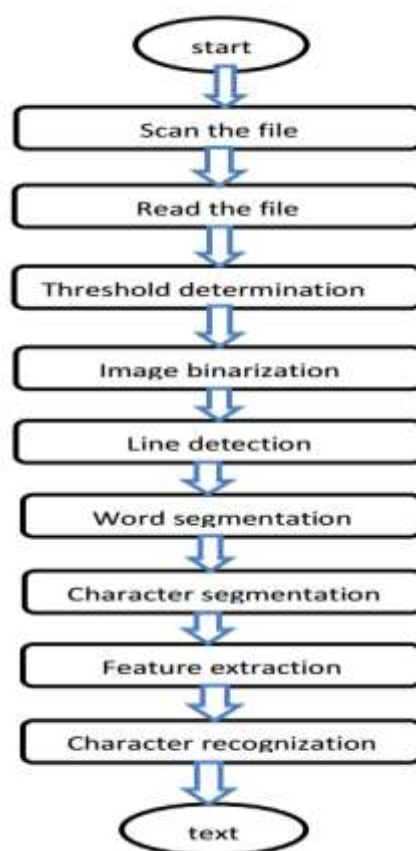 start
Scan the file
Read the file
Threshold determination
Image binarization
Line detection
Word segmentation
Character segmentation
Feature extraction
Character recognization
text